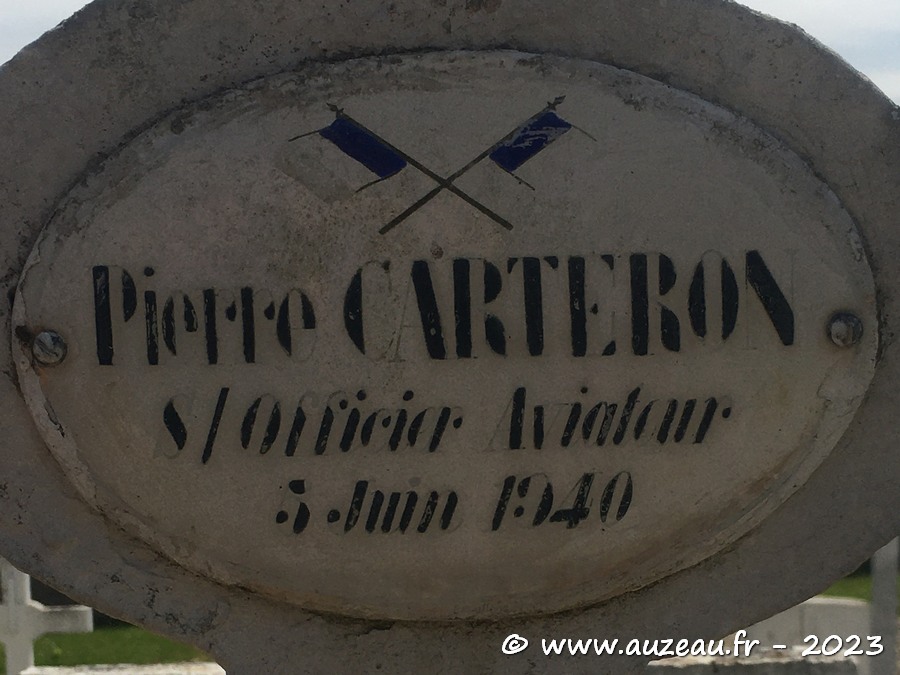 Pierre CARTERON
S/Officier Aviateur
5 Juin 1940
© www.auzeau.fr - 2023